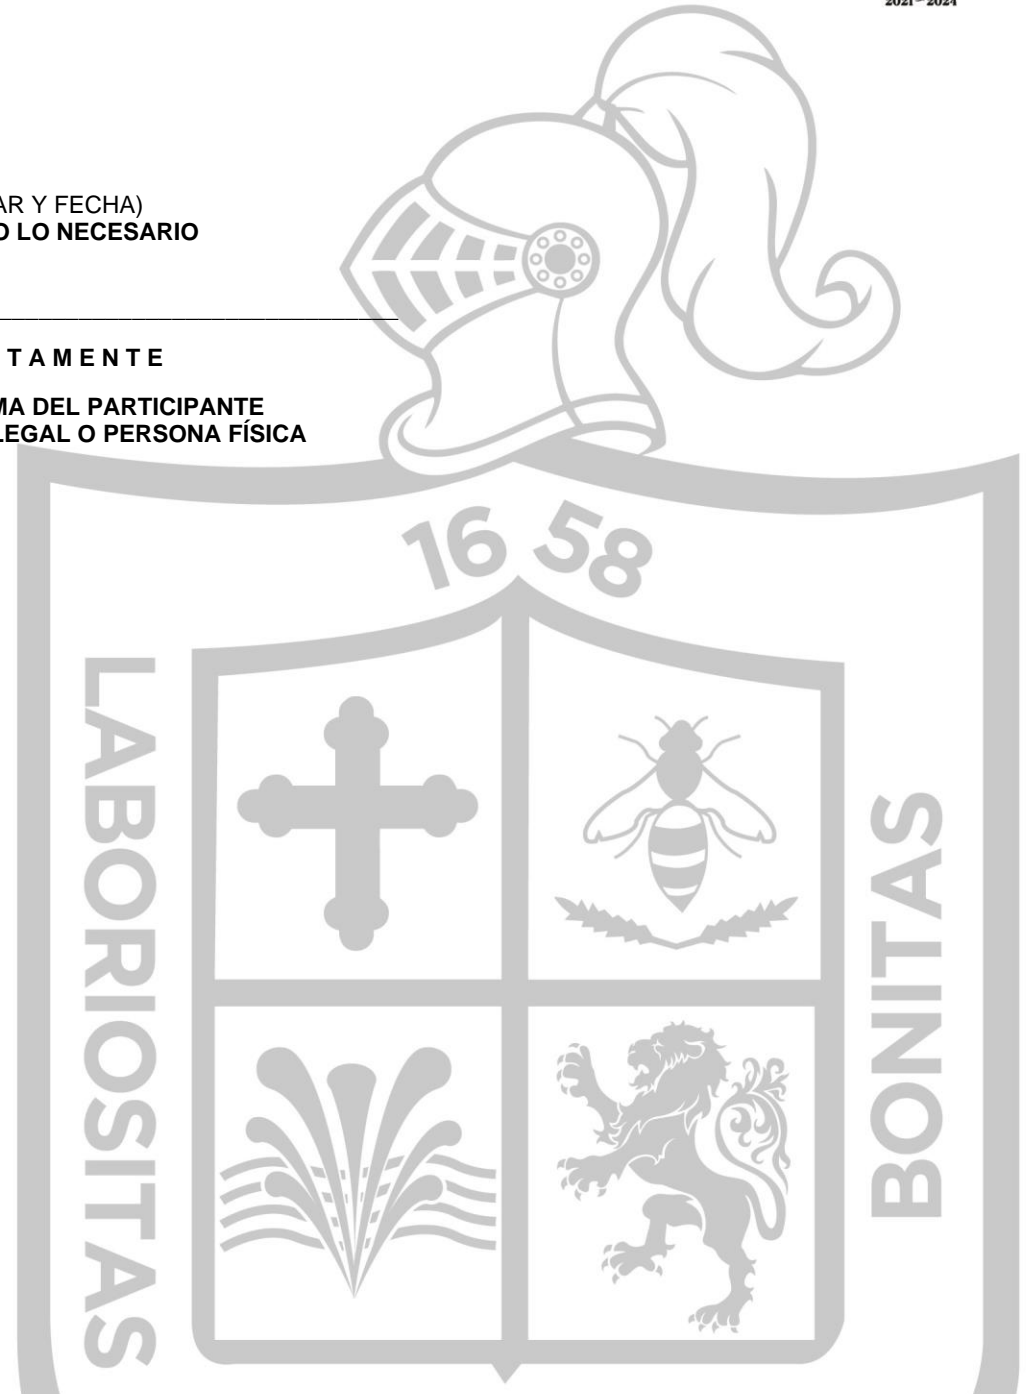 2021-2024
AR Y FECHA)
O LO NECESARIO
T A M E N T E
MA DEL PARTICIPANTE
LEGAL O PERSONA FÍSICA
16 58
LABORIOSITAS
BONITAS